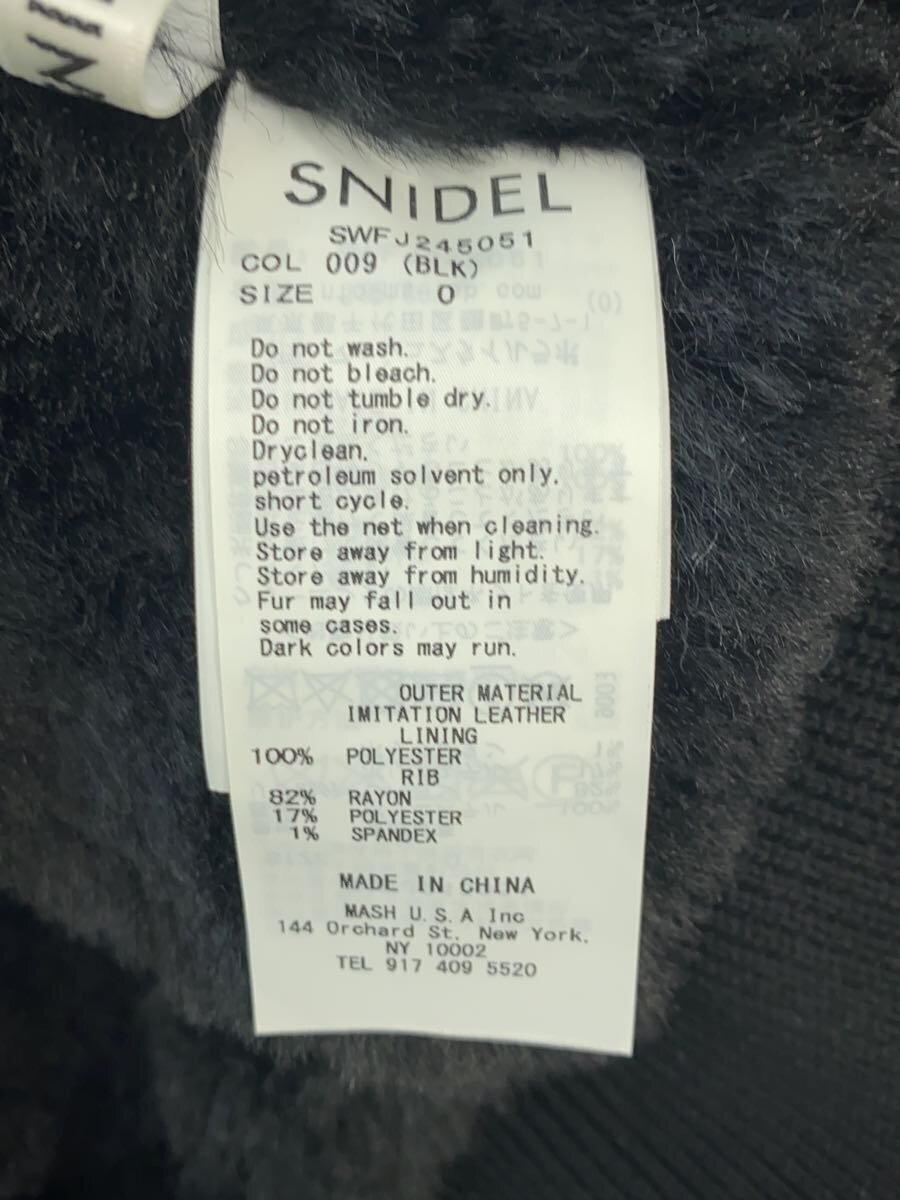 SNIDEL
SWFJ245051
COL 009 (BLK)
SIZE 0
Do not wash.
Do not bleach.
Do not tumble dry.
Do not iron.
Dryclean.
petroleum solvent only.
short cycle.
Use the net when cleaning.
Store away from light.
Store away from humidity.
Fur may fall out in
some cases.
Dark colors may run.
OUTER MATERIAL
IMITATION LEATHER
LINING
100% POLYESTER
RIB
82% RAYON
17% POLYESTER
1% SPANDEX
MADE IN CHINA
MASH U.S.A Inc
144 Orchard St. New York.
NY 10002
TEL 917 409 5520